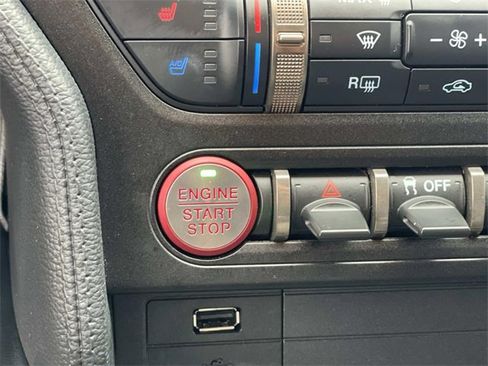 A/C
R
ENGINE
START
STOP
OFF